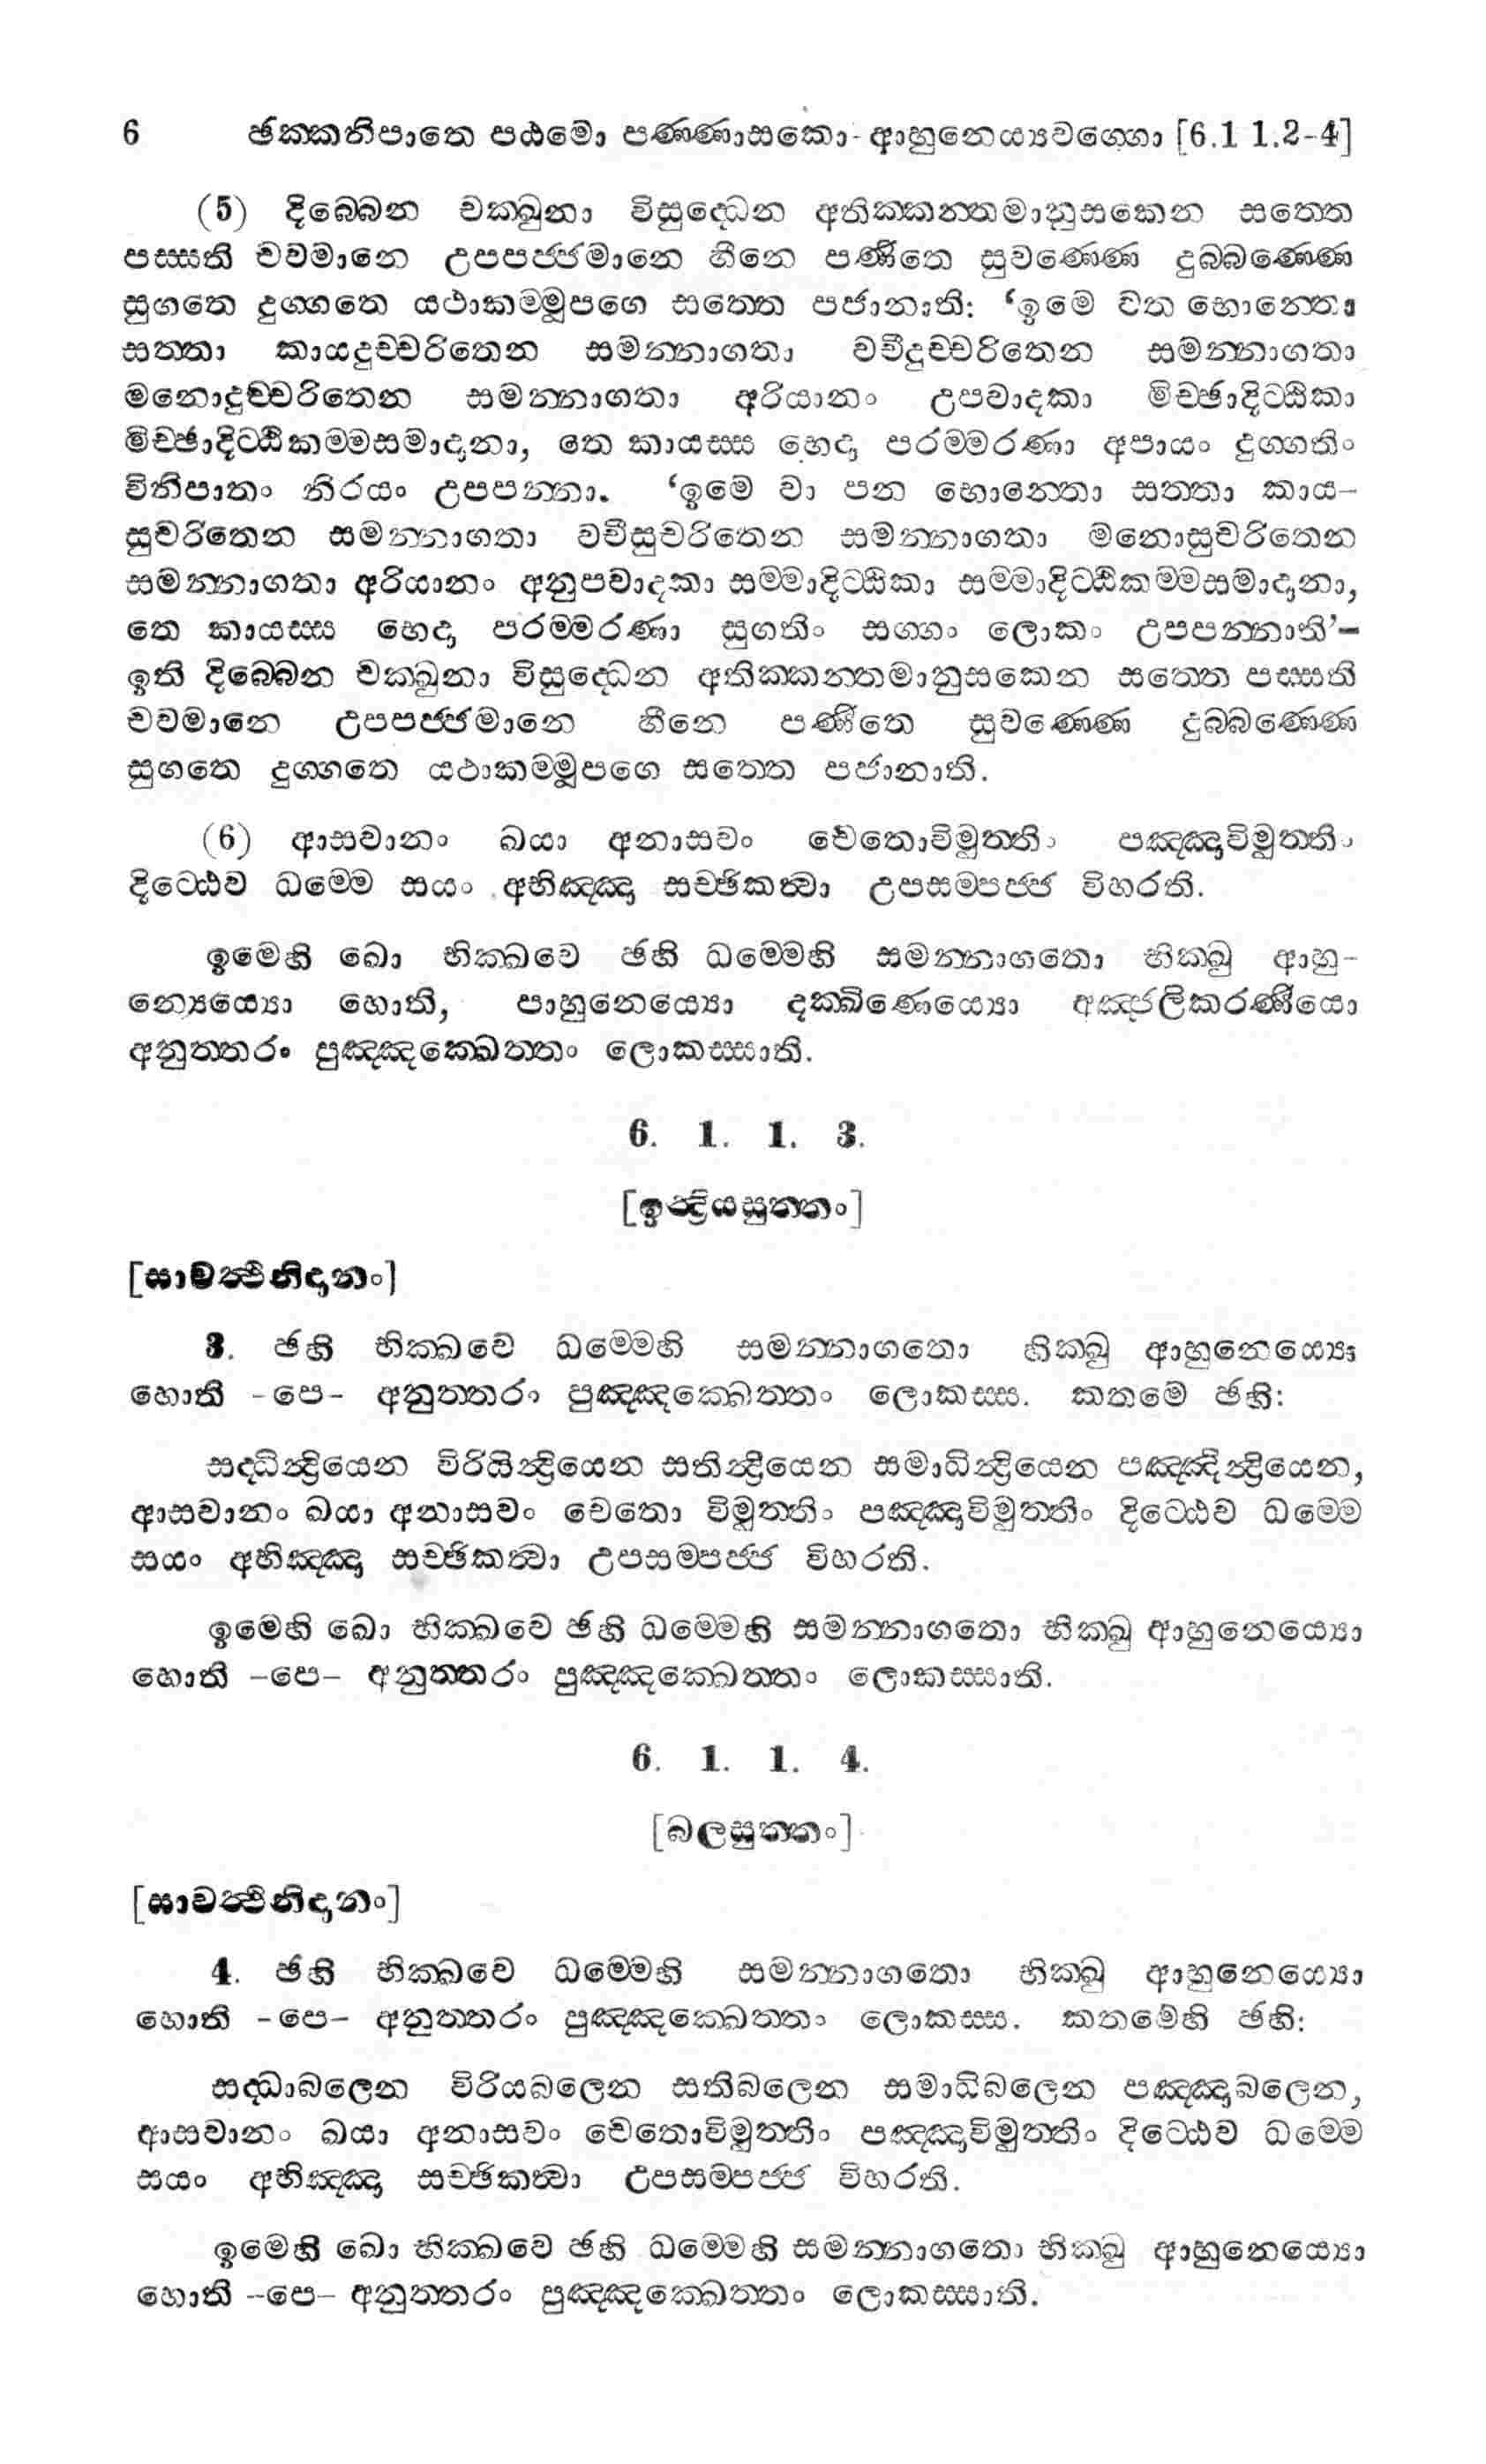 6 ඡක‍්කනිපාතෙ පඨමො පණ‍්ණාසකො - ආහුනෙය්‍යවග‍්ගො [6.1 1.2-4]
(5) දිබ‍්බෙන චක‍්ඛුනා විසුද‍්ධෙන අතික‍්කන‍්තමානුසකෙන සත‍්තෙ
පස‍්සති චවමානෙ උපපජ‍්ජමානෙ හීනෙ පණීතෙ සුවණ‍්ණෙ දුබ‍්බණ‍්ණෙ
සුගතෙ දුග‍්ගතෙ යථාකම‍්මූපගෙ සත‍්තෙ පජානාති: ‘ඉමෙ වත භොන‍්තො
සත‍්තා කායදුච‍්චරිතෙන සමන‍්නාගතා වචීදුච‍්චරිතෙන සමන‍්නාගතා
මනොදුච‍්චරිතෙන සමන‍්නාගතා අරියානං උපවාදකා මිච‍්ඡාදිට‍්ඨිකා
මිච‍්ඡාදිට‍්ඨිකම‍්මසමාදානා, තෙ කායස‍්ස භෙදා පරම‍්මරණා අපායං දුග‍්ගතිං
විනිපාතං නිරයං උපපන‍්නා. ‘ඉමෙ වා පන භොන‍්තො සත‍්තා කාය-
සුචරිතෙන සමන‍්නාගතා වචීසුචරිතෙන සමන‍්නාගතා මනොසුචරිතෙන
සමන‍්නාගතා අරියානං අනුපවාදකා සම‍්මාදිට‍්ඨිකා සම‍්මාදිට‍්ඨිකම‍්මසමාදානා,
තෙ කායස‍්ස භෙදා පරම‍්මරණා සුගතිං සග‍්ගං ලොකං උපපන‍්නාති’-
ඉති දිබ‍්බෙන චක‍්ඛුනා විසුද‍්ධෙන අතික‍්කන‍්තමානුසකෙන සත‍්තෙ පස‍්සති
චවමානෙ උපපජ‍්ජමානෙ හීනෙ පණීතෙ සුවණ‍්ණෙ දුබ‍්බණ‍්ණෙ
සුගතෙ දුග‍්ගතෙ යථාකම‍්මූපගෙ සත‍්තෙ පජානාති.
(6) ආසවානං ඛයා අනාසවං චෙතොවිමුත‍්තිං පඤ‍්ඤාවිමුත‍්තිං
දිට‍්ඨෙව ධම‍්මෙ සයං අභිඤ‍්ඤා සච‍්ඡිකත්‍වා උපසම‍්පජ‍්ජ විහරති.
ඉමෙහි ඛො භික‍්ඛවෙ ඡහි ධම‍්මෙහි සමන‍්නාගතො භික‍්ඛු ආහු-
න්‍යෙය්‍යො හොති, පාහුනෙය්‍යො දක‍්ඛිණෙය්‍යො අඤ‍්ජලිකරණීයො
අනුත‍්තරං පුඤ‍්ඤක‍්ඛෙත‍්තං ලොකස‍්සාති.
6. 1. 1. 3.
[ඉන්‍ද්‍රියසුත‍්තං]
[සාවත්‍ථිනිදානං]
3. ඡහි භික‍්ඛවෙ ධම‍්මෙහි සමන‍්නාගතො භික‍්ඛු ආහුනෙය්‍යො
හොති -පෙ- අනුත‍්තරං පුඤ‍්ඤක‍්ඛෙත‍්තං ලොකස‍්ස. කතමෙ ඡහි:
සද‍්ධින්‍ද්‍රියෙන විරියින්‍ද්‍රියෙන සතින්‍ද්‍රියෙන සමාධින්‍ද්‍රියෙන පඤ‍්ඤින්‍ද්‍රියෙන,
ආසවානං ඛයා අනාසවං චෙතො විමුත‍්තිං පඤ‍්ඤාවිමුත‍්තිං දිට‍්ඨෙව ධම‍්මෙ
සයං අභිඤ‍්ඤා සච‍්ඡිකත්‍වා උපසම‍්පජ‍්ජ විහරති.
ඉමෙහි ඛො භික‍්ඛවෙ ඡහි ධම‍්මෙහි සමන‍්නාගතො භික‍්ඛු ආහුනෙය්‍යො
හොති -පෙ- අනුත‍්තරං පුඤ‍්ඤක‍්ඛෙත‍්තං ලොකස‍්සාති.
6. 1. 1. 4.
[බලසුත‍්තං]
[සාවත්‍ථිනිදානං]
4. ඡහි භික‍්ඛවෙ ධම‍්මෙහි සමන‍්නාගතො භික‍්ඛු ආහුනෙය්‍යො
හොති -පෙ- අනුත‍්තරං පුඤ‍්ඤක‍්ඛෙත‍්තං ලොකස‍්ස. කතමෙහි ඡහි:
සද‍්ධාබලෙන විරියබලෙන සතිබලෙන සමාධිබලෙන පඤ‍්ඤාබලෙන,
ආසවානං ඛයා අනාසවං චෙතොවිමුත‍්තිං පඤ‍්ඤාවිමුත‍්තිං දිට‍්ඨෙව ධම‍්මෙ
සයං අභිඤ‍්ඤා සච‍්ඡිකත්‍වා උපසම‍්පජ‍්ජ විහරති.
ඉමෙහි ඛො භික‍්ඛවෙ ඡහි ධම‍්මෙහි සමන‍්නාගතො භික‍්ඛු ආහුනෙය්‍යො
හොති -පෙ- අනුත‍්තරං පුඤ‍්ඤක‍්ඛෙත‍්තං ලොකස‍්සාති.